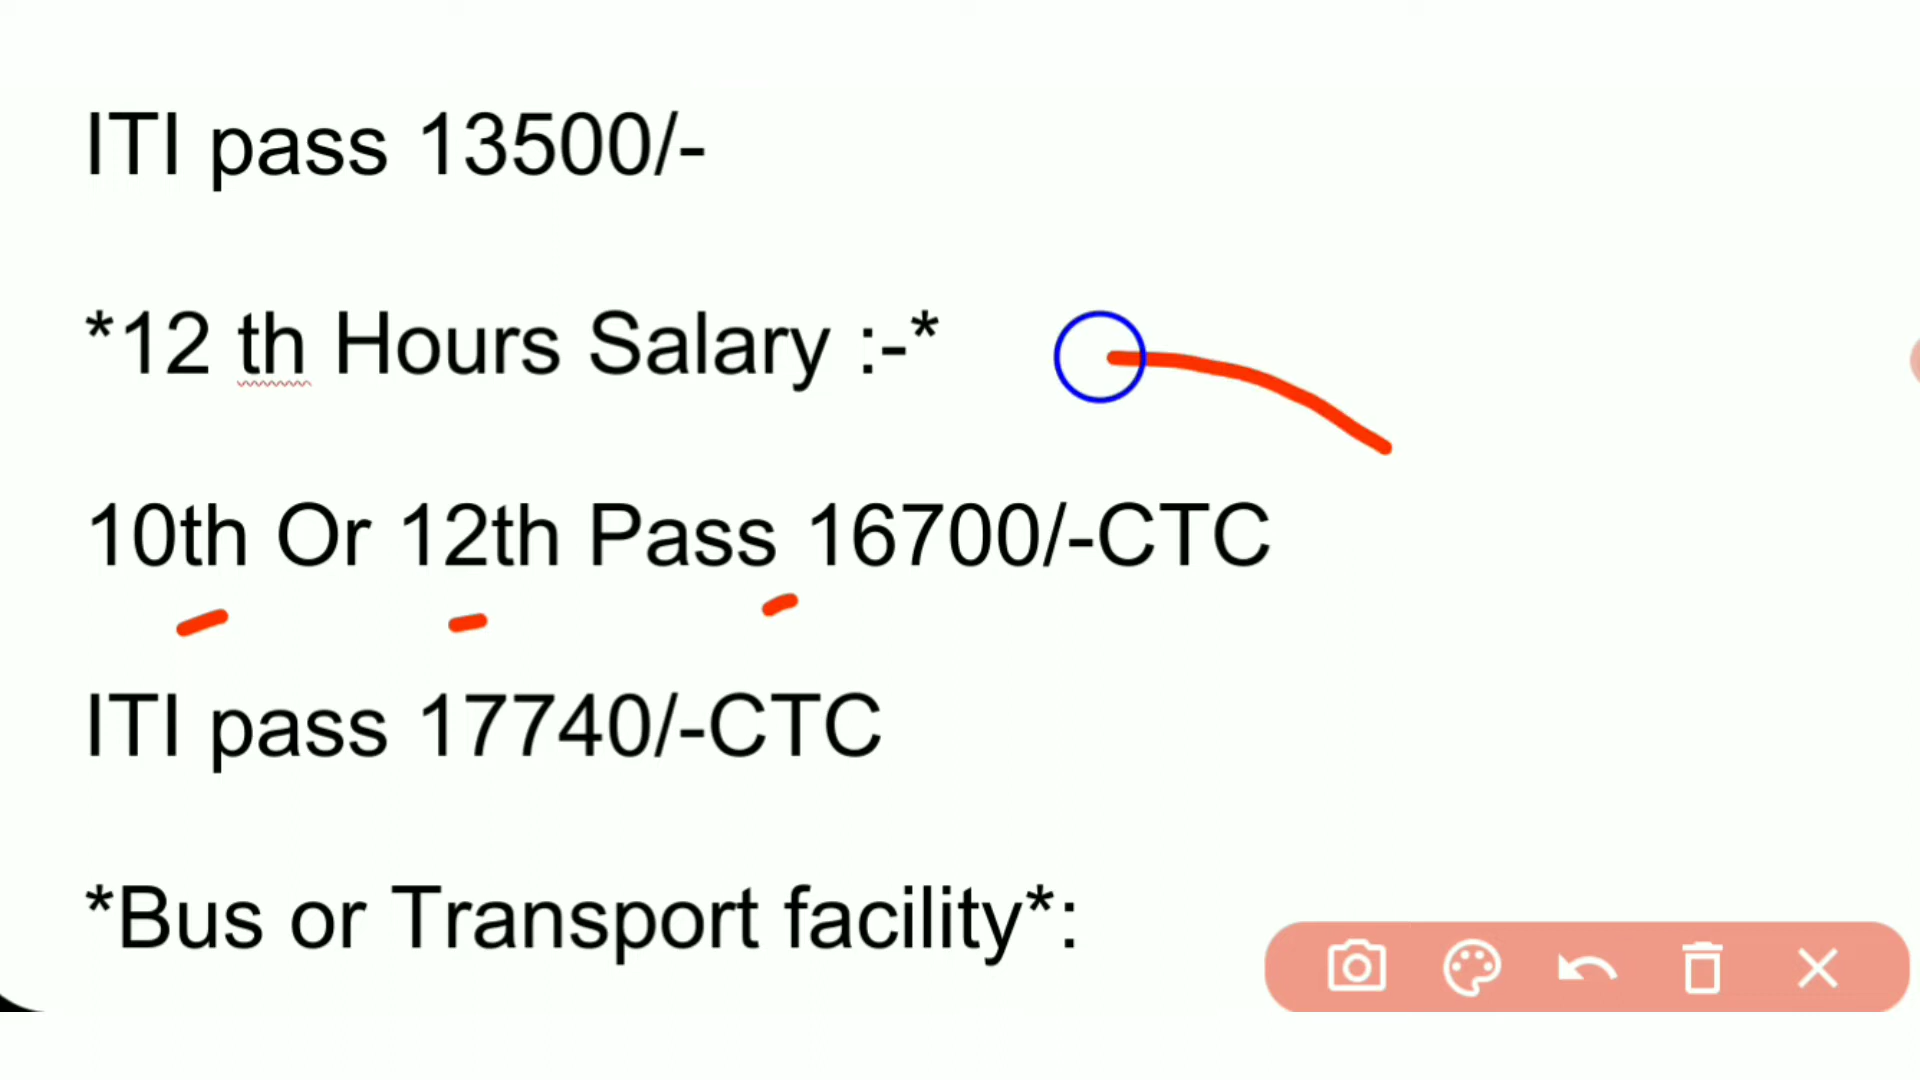 ITI pass 13500/-
*12 th Hours Salary :-*
10th Or 12th Pass 16700/-CTC
ITI pass 17740/-CTC
*Bus or Transport facility*: